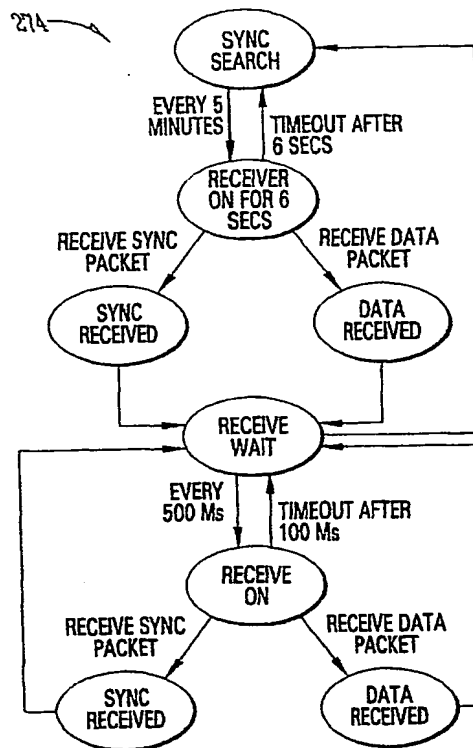 274
SYNC
SEARCH
EVERY 5
MINUTES
TIMEOUT AFTER
6 SECS
RECEIVER
ON FOR 6
SECS
RECEIVE SYNC
PACKET
RECEIVE DATA
PACKET
SYNC
RECEIVED
DATA
RECEIVED
RECEIVE
WAIT
EVERY
500 Ms
TIMEOUT AFTER
100 Ms
RECEIVE
ON
RECEIVE SYNC
PACKET
RECEIVE DATA
PACKET
SYNC
RECEIVED
DATA
RECEIVED